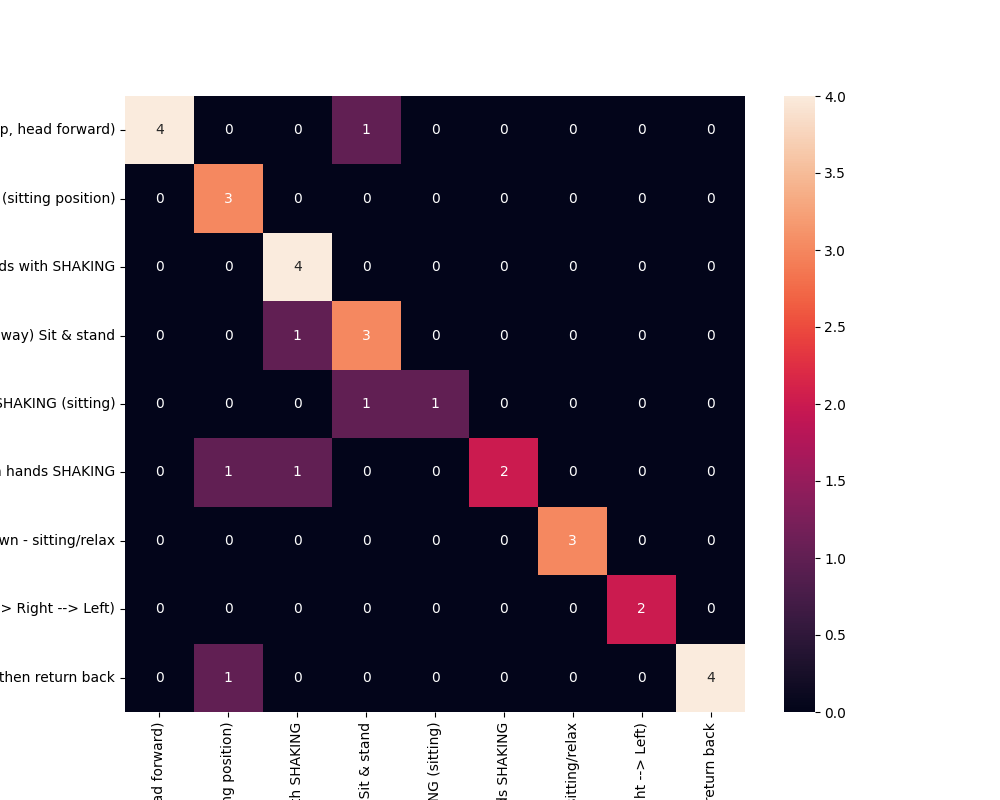 p, head forward) 4 0 0 1 0 0 0 0 0
(sitting position) 0 3 0 0 0 0 0 0 0
ds with SHAKING 0 0 4 0 0 0 0 0 0
way) Sit & stand 0 0 1 3 0 0 0 0 0
SHAKING (sitting) 0 0 0 1 1 0 0 0 0
hands SHAKING 0 1 1 0 0 2 0 0 0
wn - sitting/relax 0 0 0 0 0 0 3 0 0
> Right --> Left) 0 0 0 0 0 0 0 2 0
then return back 0 1 0 0 0 0 0 0 4
ad forward)
ng position)
th SHAKING
Sit & stand
NG (sitting)
ds SHAKING
sitting/relax
ht --> Left)
return back
4.0
3.5
3.0
2.5
2.0
1.5
1.0
0.5
0.0